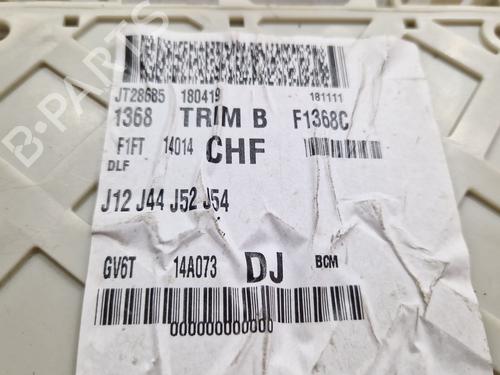 JT28685 180419 181111
1368 TRIM B F1368C
F1FT 14014 CHF
DLF
J12 J44 J52 J54
GV6T 14A073 DJ BCM
000000000000
B-PARTS